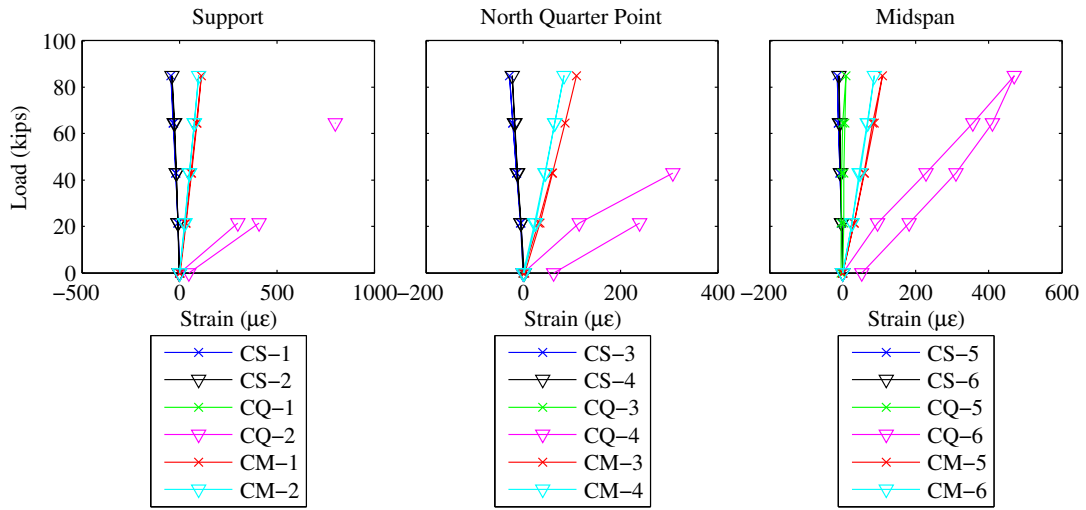 Support
North Quarter Point
Midspan
Load (kips)
100
80
60
40
20
0
−500
0
500
1000
−200
0
200
400
−200
0
200
400
600
Strain (με)
Strain (με)
Strain (με)
CS−1
CS−2
CQ−1
CQ−2
CM−1
CM−2
CS−3
CS−4
CQ−3
CQ−4
CM−3
CM−4
CS−5
CS−6
CQ−5
CQ−6
CM−5
CM−6